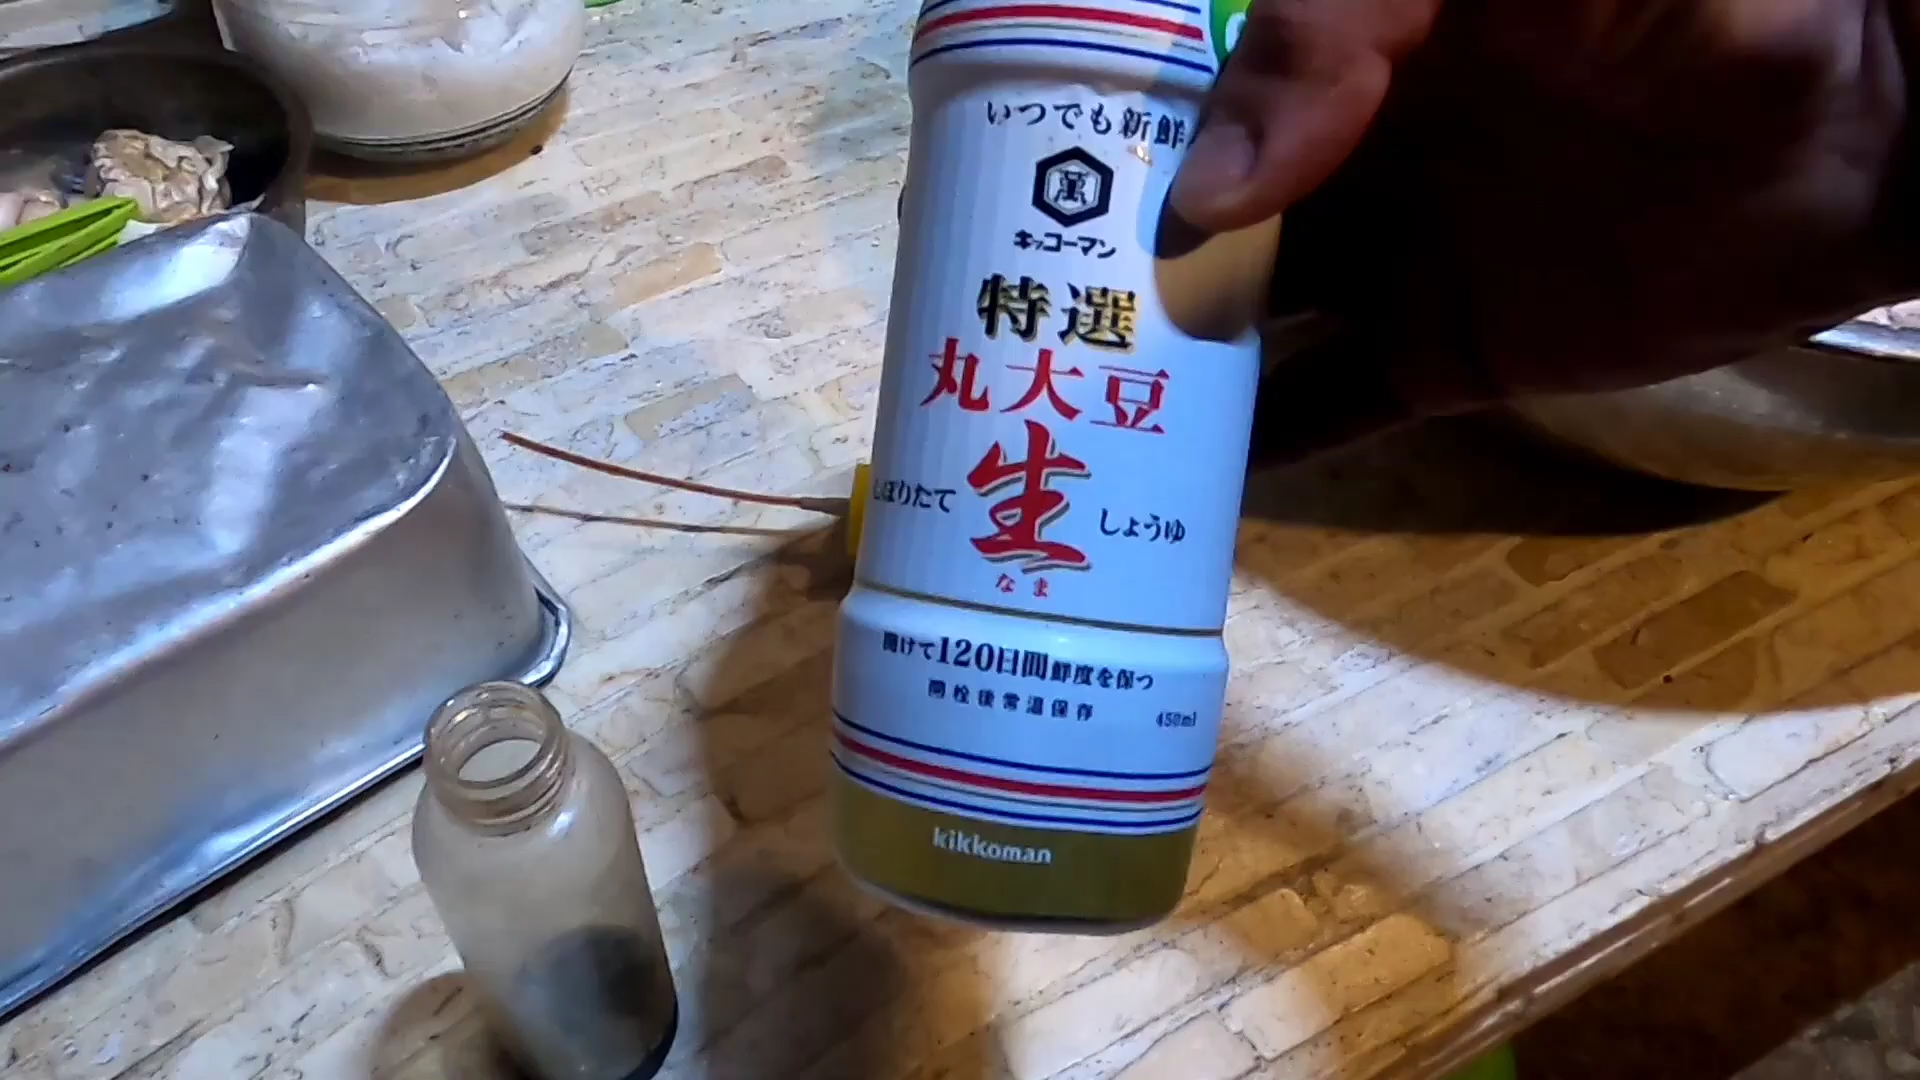 いつでも新鮮
萬
キッコーマン
特選
丸大豆
生
ぼりたて
しょうゆ
なま
開けて120日間鮮度を保つ
開栓後常温保存
450ml
kikkoman